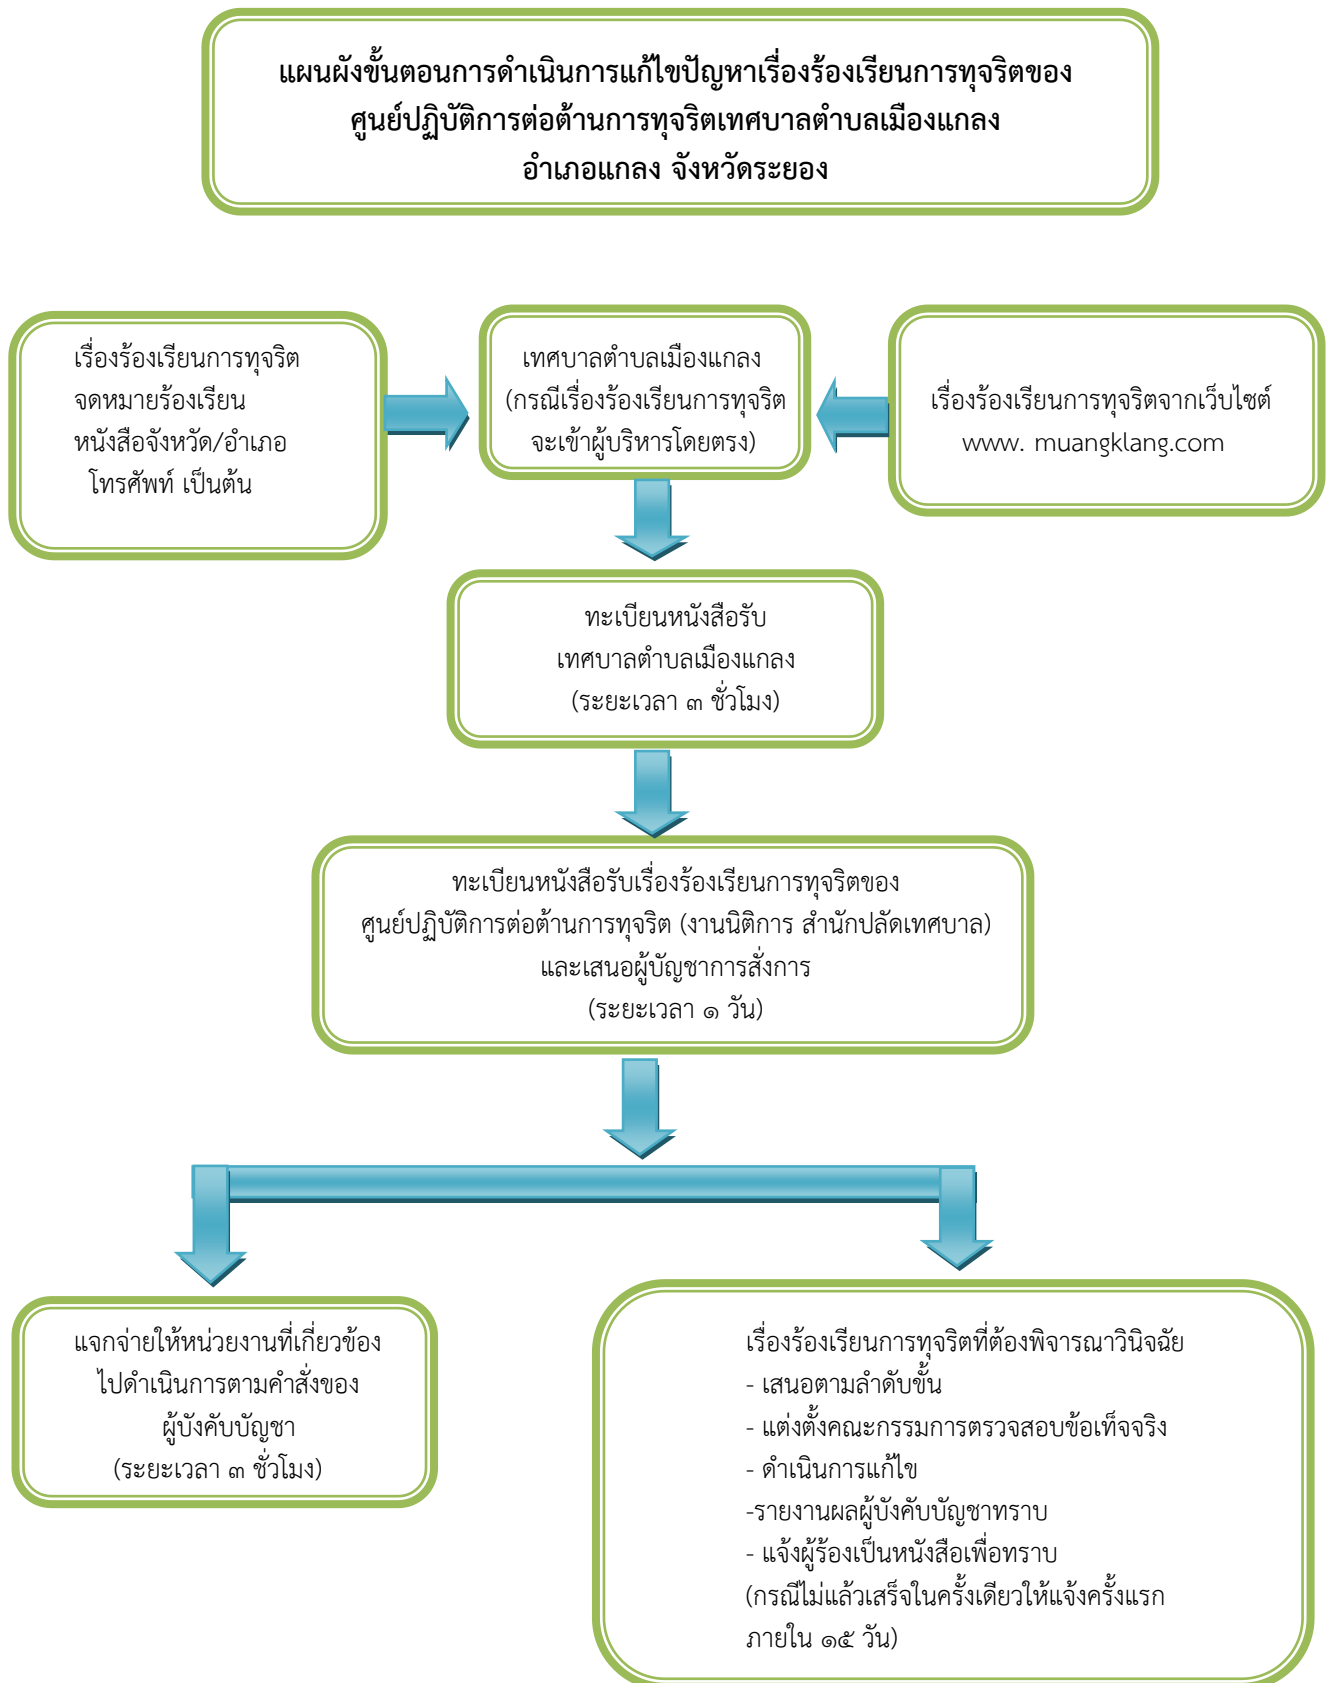 แผนผังขั้นตอนการดำเนินการแก้ไขปัญหาเรื่องร้องเรียนการทุจริตของ
ศูนย์ปฏิบัติการต่อต้านการทุจริตเทศบาลตำบลเมืองแกลง
อำเภอแกลง จังหวัดระยอง
เรื่องร้องเรียนการทุจริต
จดหมายร้องเรียน
หนังสือจังหวัด/อำเภอ
โทรศัพท์ เป็นต้น
เทศบาลตำบลเมืองแกลง
(กรณีเรื่องร้องเรียนการทุจริต
จะเข้าผู้บริหารโดยตรง)
เรื่องร้องเรียนการทุจริตจากเว็บไซต์
www. muangklang.com
ทะเบียนหนังสือรับ
เทศบาลตำบลเมืองแกลง
(ระยะเวลา ๓ ชั่วโมง)
ทะเบียนหนังสือรับเรื่องร้องเรียนการทุจริตของ
ศูนย์ปฏิบัติการต่อต้านการทุจริต (งานนิติการ สำนักปลัดเทศบาล)
และเสนอผู้บัญชาการสั่งการ
(ระยะเวลา ๑ วัน)
แจกจ่ายให้หน่วยงานที่เกี่ยวข้อง
ไปดำเนินการตามคำสั่งของ
ผู้บังคับบัญชา
(ระยะเวลา ๓ ชั่วโมง)
เรื่องร้องเรียนการทุจริตที่ต้องพิจารณาวินิจฉัย
- เสนอตามลำดับขั้น
- แต่งตั้งคณะกรรมการตรวจสอบข้อเท็จจริง
- ดำเนินการแก้ไข
-รายงานผลผู้บังคับบัญชาทราบ
- แจ้งผู้ร้องเป็นหนังสือเพื่อทราบ
(กรณีไม่แล้วเสร็จในครั้งเดียวให้แจ้งครั้งแรก
ภายใน ๑๕ วัน)